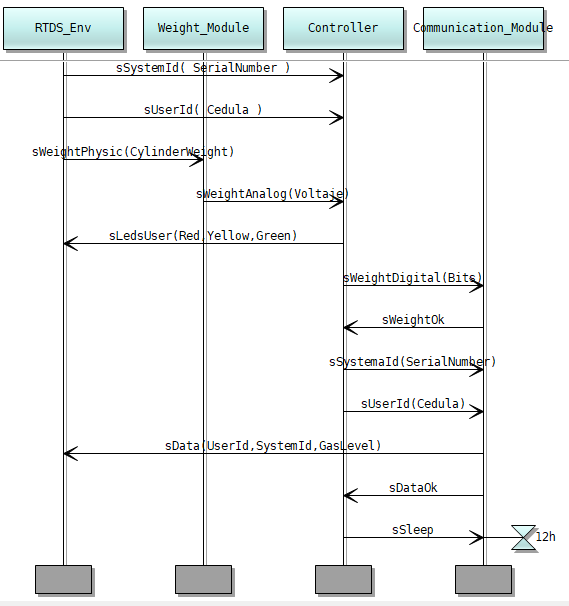 RTDS_Env
Weight_Module
Controller
Communication_Module
sSystemId( SerialNumber )
sUserId( Cedula )
sWeightPhysic(CylinderWeight)
sWeightAnalog(Voltaje)
sLedsUser(Red,Yellow,Green)
sWeightDigital(Bits)
sWeightOk
sSystemaId(SerialNumber)
sUserId(Cedula)
sData(UserId,SystemId,GasLevel)
sDataOk
sSleep
12h